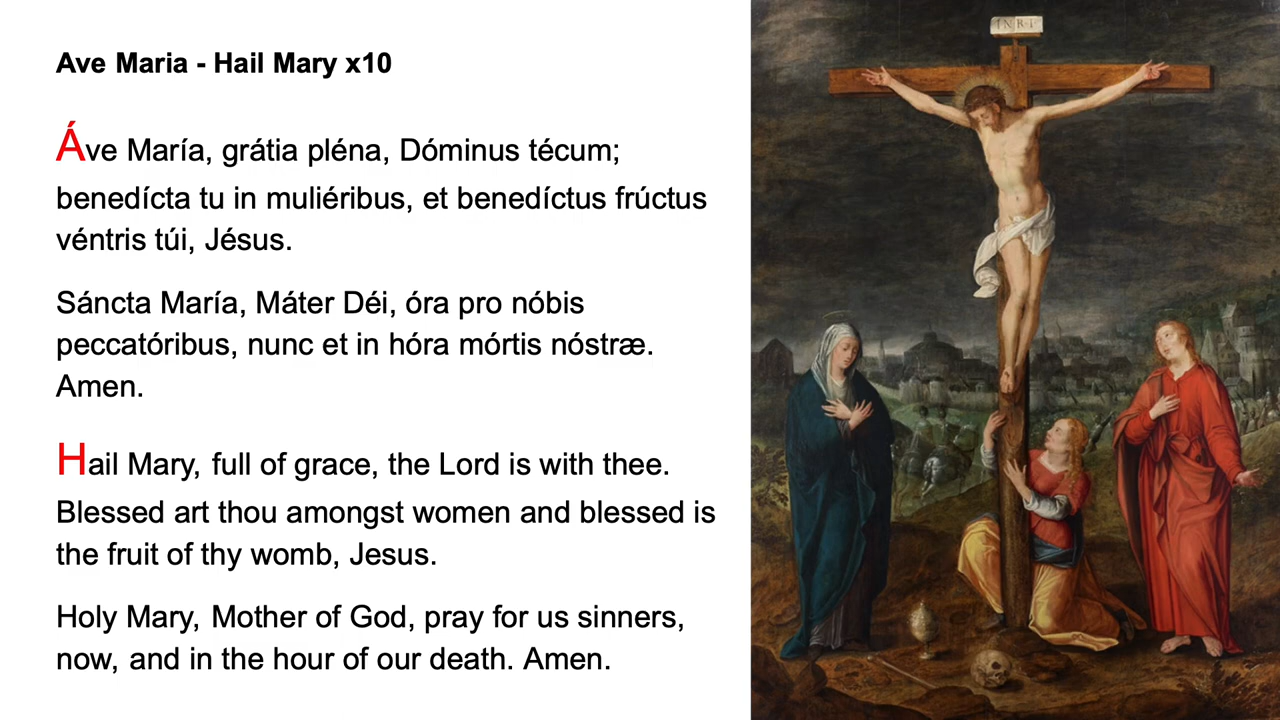 Ave Maria - Hail Mary x10
Áve María, grátia pléna, Dóminus técum;
benedícta tu in muliéribus, et benedíctus frúctus
véntris túi, Jésus.
Sáncta María, Máter Déi, óra pro nóbis
peccatóribus, nunc et in hóra mórtis nóstræ.
Amen.
Hail Mary, full of grace, the Lord is with thee.
Blessed art thou amongst women and blessed is
the fruit of thy womb, Jesus.
Holy Mary, Mother of God, pray for us sinners,
now, and in the hour of our death. Amen.
INRI